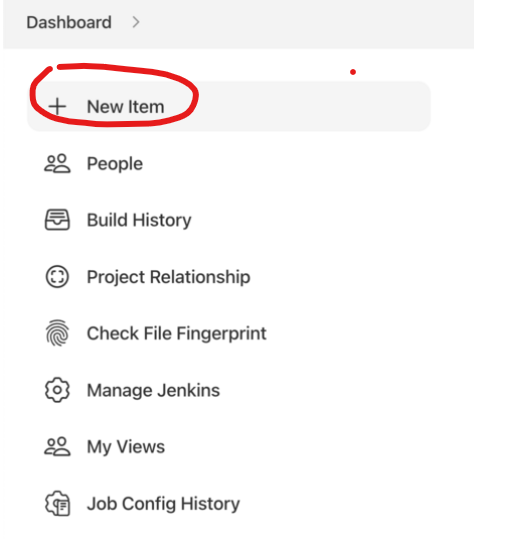 Dashboard >
New Item
People
Build History
Project Relationship
Check File Fingerprint
Manage Jenkins
My Views
Job Config History